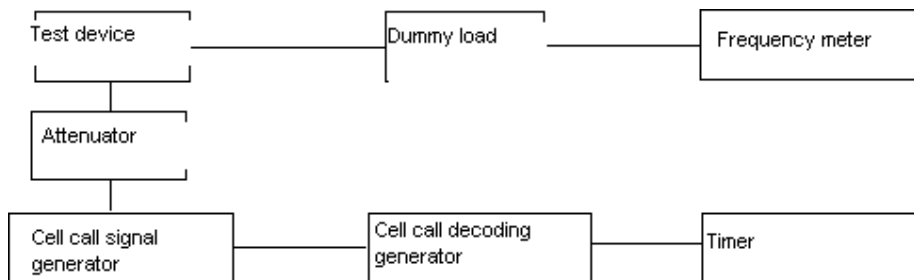 Test device
Dummy load
Frequency meter
Attenuator
Cell call signal
generator
Cell call decoding
generator
Timer